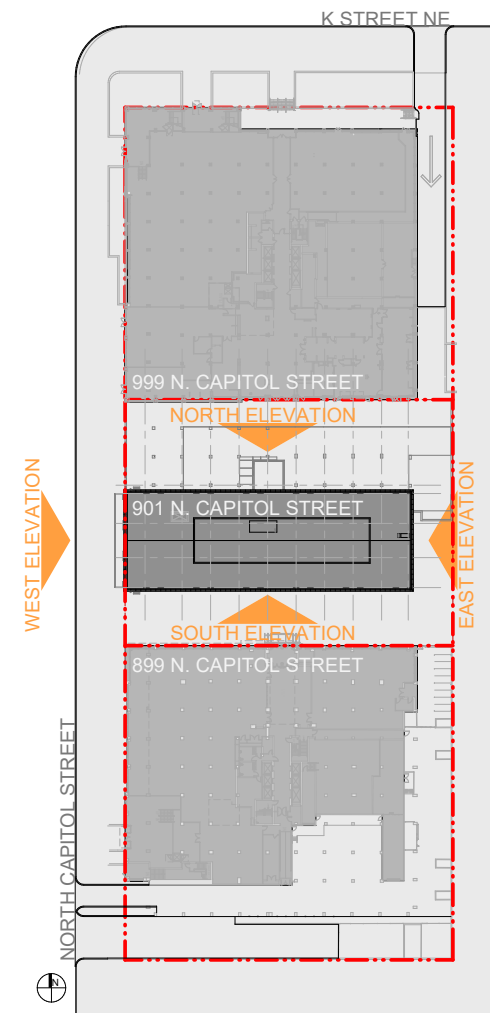 K STREET NE
999 N. CAPITOL STREET
NORTH ELEVATION
901 N. CAPITOL STREET
WEST ELEVATION
EAST ELEVATION
SOUTH ELEVATION
899 N. CAPITOL STREET
NORTH CAPITOL STREET
N